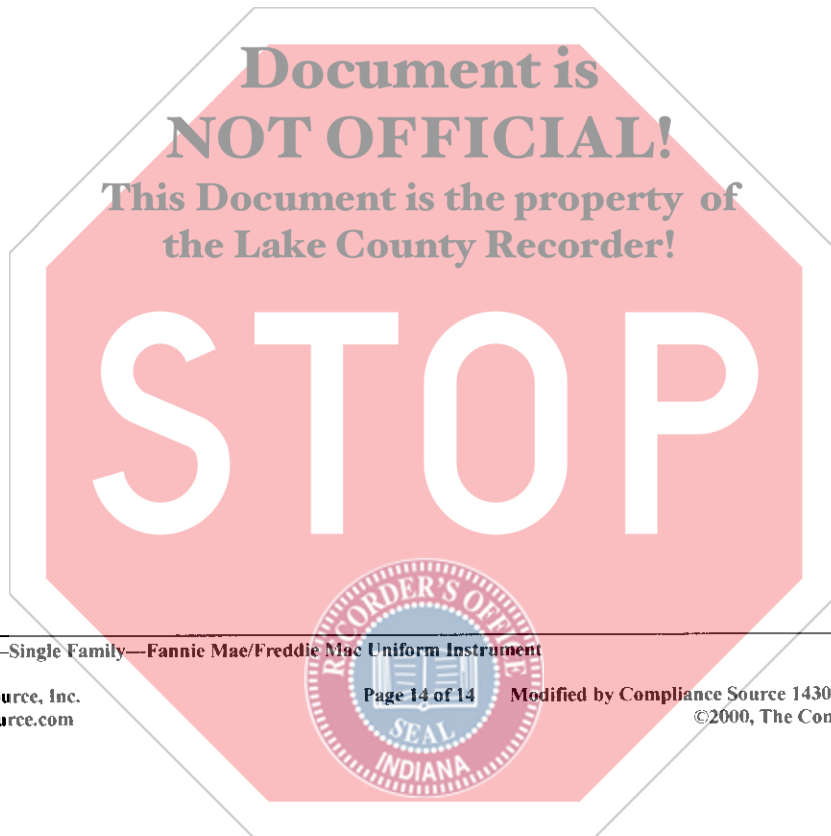 Document is
NOT OFFICIAL!
This Document is the property of
the Lake County Recorder!
STOP
—Single Family—Fannie Mae/Freddie Mac Uniform Instrument
urce, Inc.
Page 14 of 14
Modified by Compliance Source 1430
urce.com
©2000, The Con
RECORDER'S OFFICE
SEAL
INDIANA